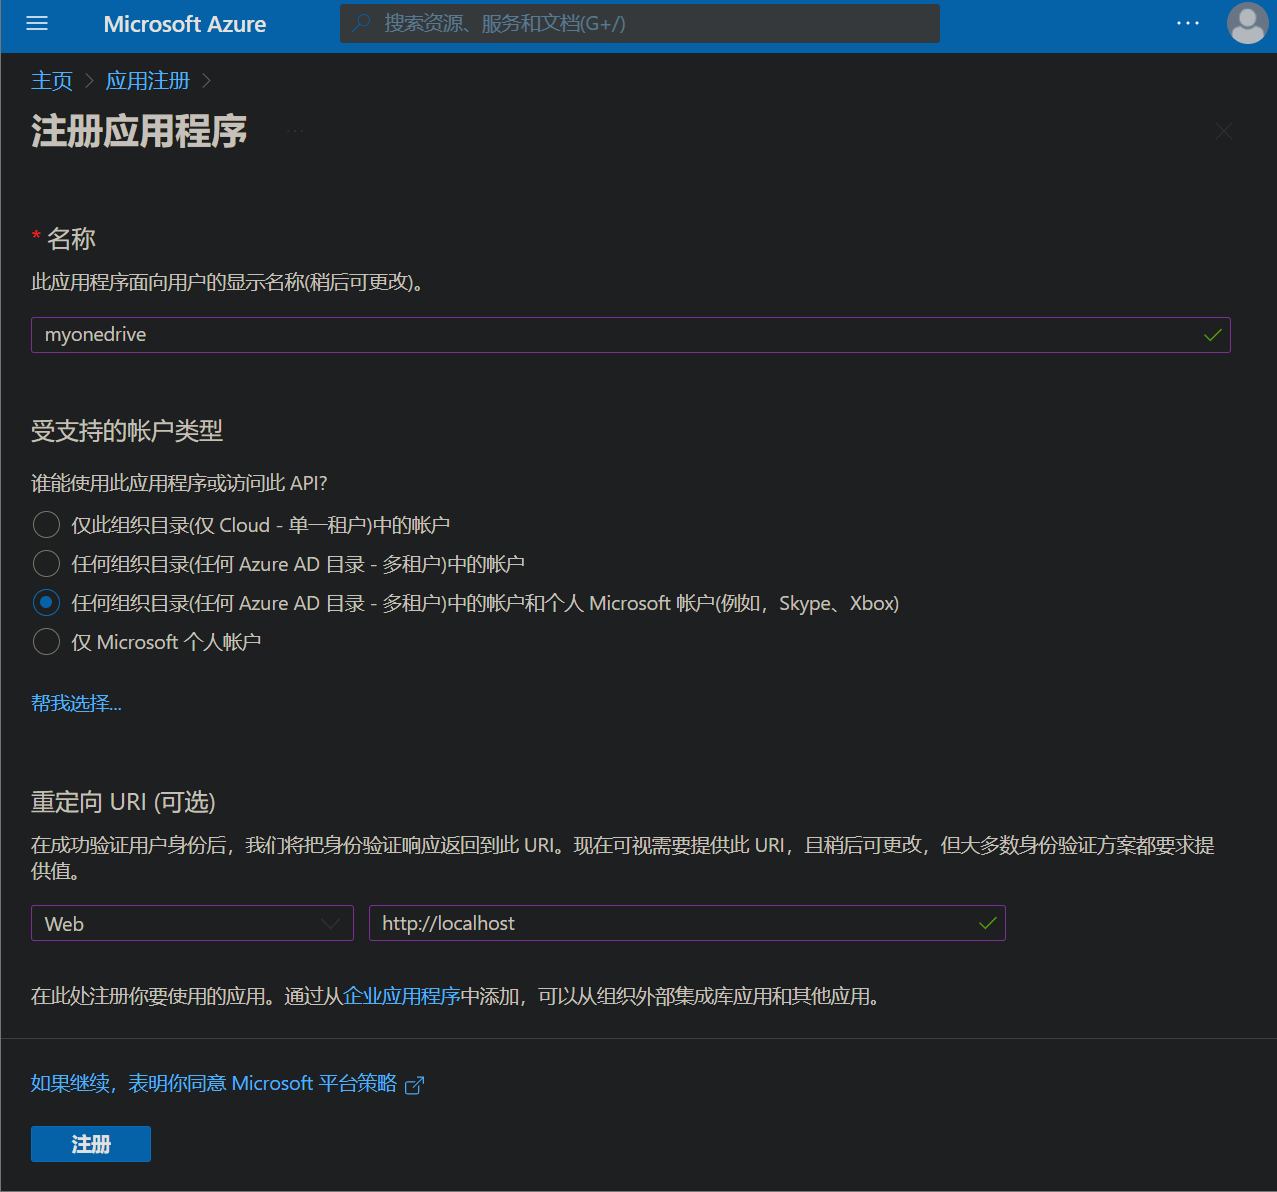 Microsoft Azure
搜索资源、服务和文档(G+/)
主页 > 应用注册 >
注册应用程序
* 名称
此应用程序面向用户的显示名称(稍后可更改)。
myonedrive
受支持的帐户类型
谁能使用此应用程序或访问此 API?
仅此组织目录(仅 Cloud - 单一租户)中的帐户
任何组织目录(任何 Azure AD 目录 - 多租户)中的帐户
任何组织目录(任何 Azure AD 目录 - 多租户)中的帐户和个人 Microsoft 帐户(例如，Skype、Xbox)
仅 Microsoft 个人帐户
帮我选择...
重定向 URI (可选)
在成功验证用户身份后，我们将把身份验证响应返回到此 URI。现在可视需要提供此 URI，且稍后可更改，但大多数身份验证方案都要求提
供值。
Web
http://localhost
在此处注册你要使用的应用。通过从企业应用程序中添加，可以从组织外部集成库应用和其他应用。
如果继续，表明你同意 Microsoft 平台策略
注册